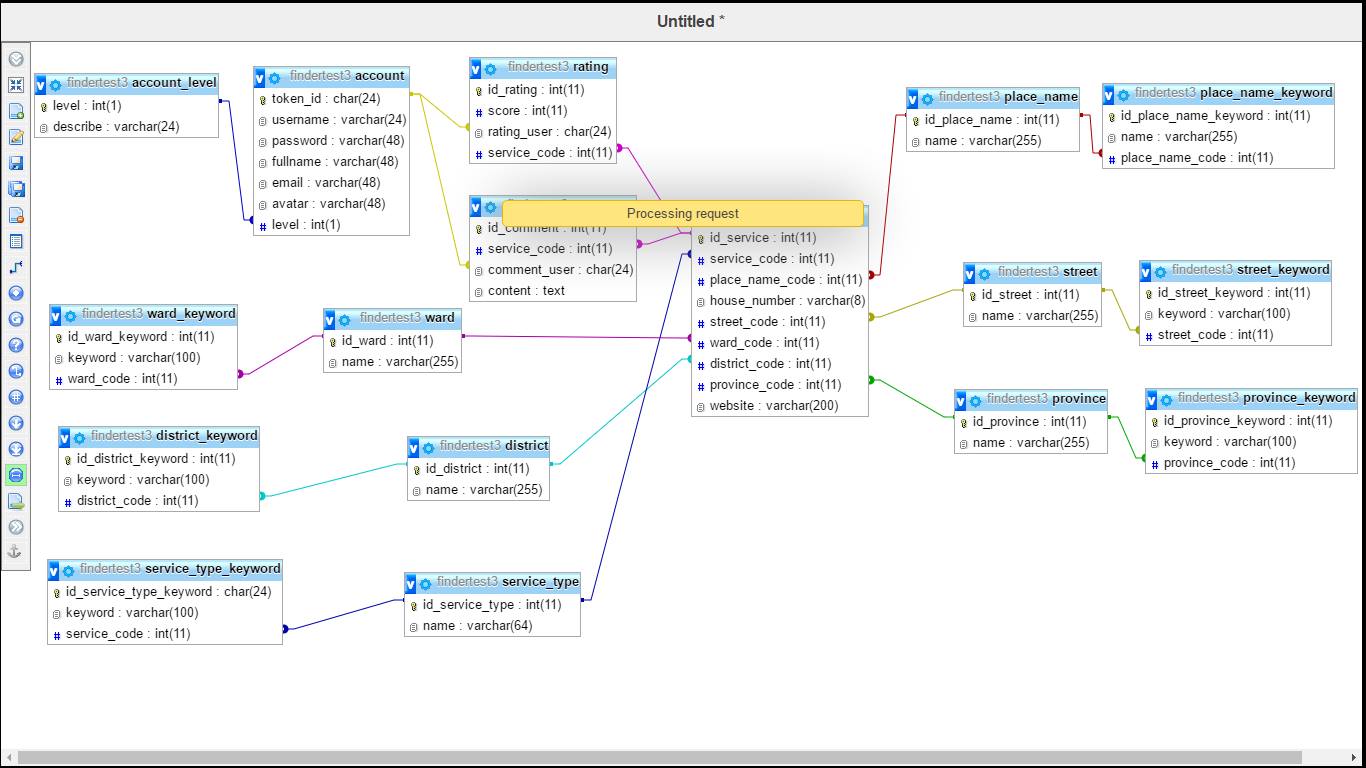 Untitled *
findertest3 account_level
level : int(1)
describe : varchar(24)
findertest3 account
token_id : char(24)
username : varchar(24)
password : varchar(48)
fullname : varchar(48)
email : varchar(48)
avatar : varchar(48)
level : int(1)
findertest3 rating
id_rating : int(11)
score : int(11)
rating_user : char(24)
service_code : int(11)
Processing request
id_comment : int(11)
service_code : int(11)
comment_user : char(24)
content : text
id_service : int(11)
service_code : int(11)
place_name_code : int(11)
house_number : varchar(8)
street_code : int(11)
ward_code : int(11)
district_code : int(11)
province_code : int(11)
website : varchar(200)
findertest3 place_name
id_place_name : int(11)
name : varchar(255)
findertest3 place_name_keyword
id_place_name_keyword : int(11)
name : varchar(255)
place_name_code : int(11)
findertest3 street
id_street : int(11)
name : varchar(255)
findertest3 street_keyword
id_street_keyword : int(11)
keyword : varchar(100)
street_code : int(11)
findertest3 ward_keyword
id_ward_keyword : int(11)
keyword : varchar(100)
ward_code : int(11)
findertest3 ward
id_ward : int(11)
name : varchar(255)
findertest3 province
id_province : int(11)
name : varchar(255)
findertest3 province_keyword
id_province_keyword : int(11)
keyword : varchar(100)
province_code : int(11)
findertest3 district_keyword
id_district_keyword : int(11)
keyword : varchar(100)
district_code : int(11)
findertest3 district
id_district : int(11)
name : varchar(255)
findertest3 service_type_keyword
id_service_type_keyword : char(24)
keyword : varchar(100)
service_code : int(11)
findertest3 service_type
id_service_type : int(11)
name : varchar(64)